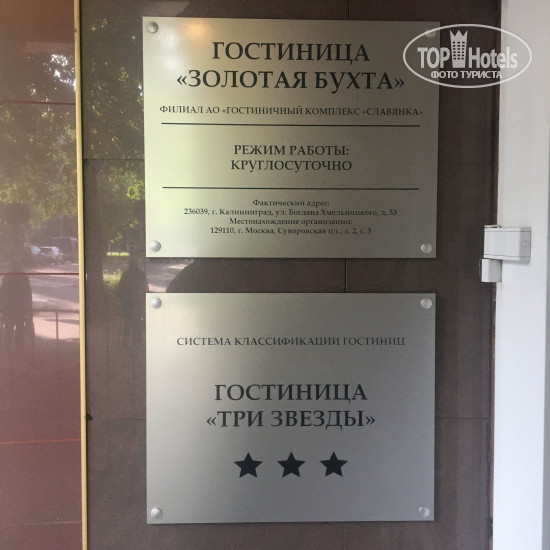 TOP Hotels
ФОТО ТУРИСТА
ГОСТИНИЦА
«ЗОЛОТАЯ БУХТА»
ФИЛИАЛ АО «ГОСТИНИЧНЫЙ КОМПЛЕКС «СЛАВЯНКА»
РЕЖИМ РАБОТЫ:
КРУГЛОСУТОЧНО
Фактический адрес:
236039, г. Калининград, ул. Богдана Хмельницкого, д. 53
Местонахождение организации:
129110, г. Москва, Суворовская пл., д. 2, с. 3
СИСТЕМА КЛАССИФИКАЦИИ ГОСТИНИЦ
ГОСТИНИЦА
«ТРИ ЗВЕЗДЫ»